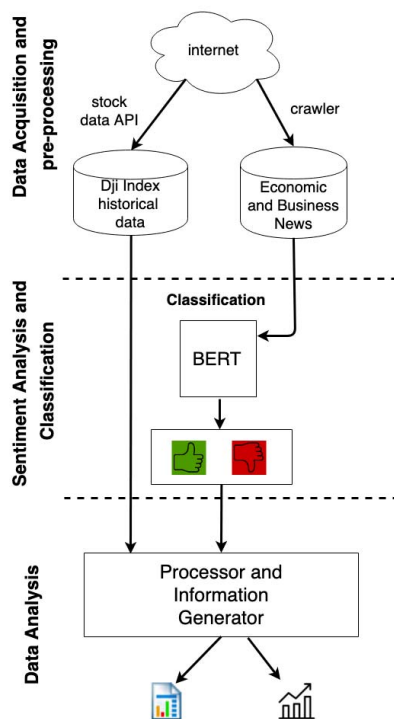 Data Acquisition and
pre-processing
internet
stock
data API
crawler
Dji Index
historical
data
Economic
and Business
News
Sentiment Analysis and
Classification
Classification
BERT
Data Analysis
Processor and
Information
Generator